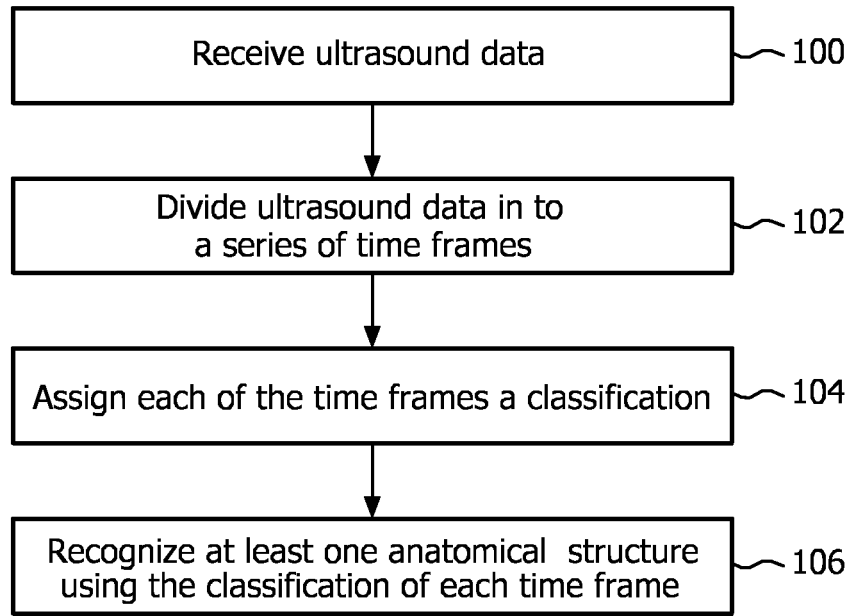 Receive ultrasound data
100
Divide ultrasound data in to
a series of time frames
102
Assign each of the time frames a classification
104
Recognize at least one anatomical structure
using the classification of each time frame
106